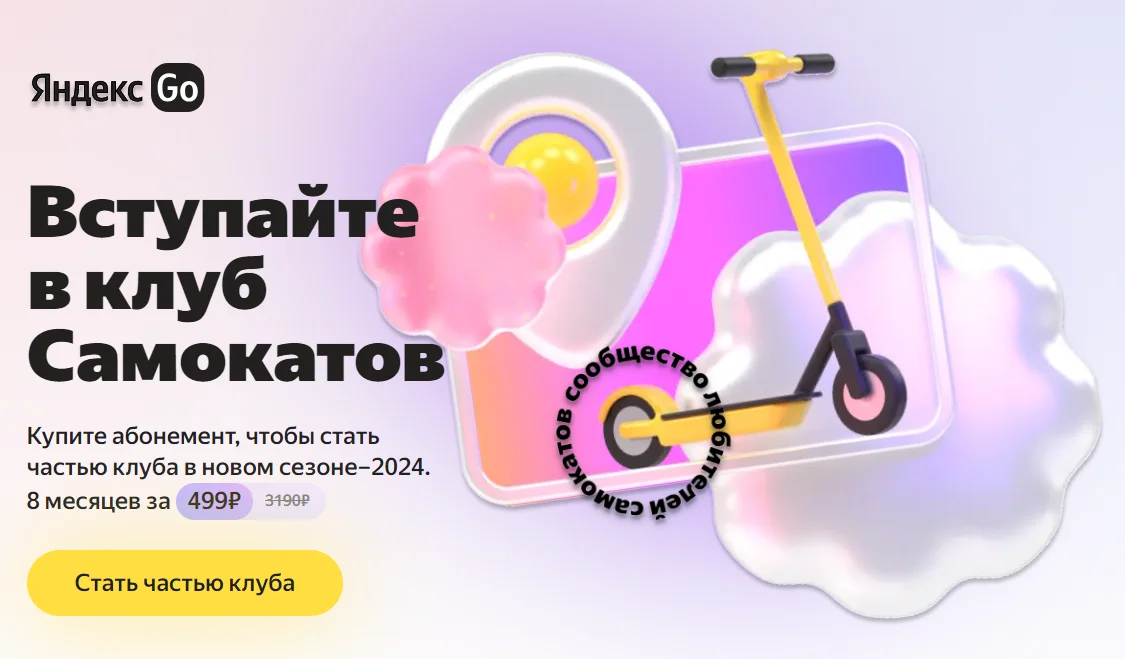 Яндекс Go
Вступайте
в клуб
Самокатов
Купите абонемент, чтобы стать
частью клуба в новом сезоне–2024.
8 месяцев за 499₽ 3190₽
Стать частью клуба
сообщество любителей самокатов